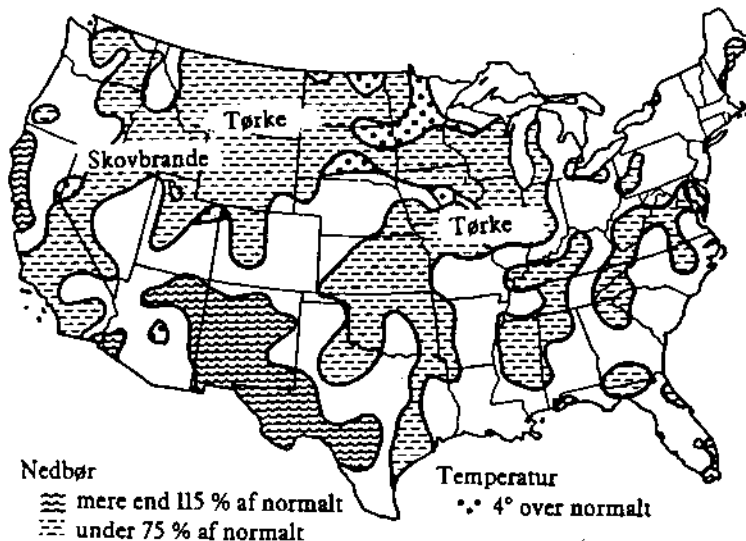 Tørke
Skovbrande
Tørke
Nedbør
mere end 115 % af normalt
under 75 % af normalt
Temperatur
4° over normalt